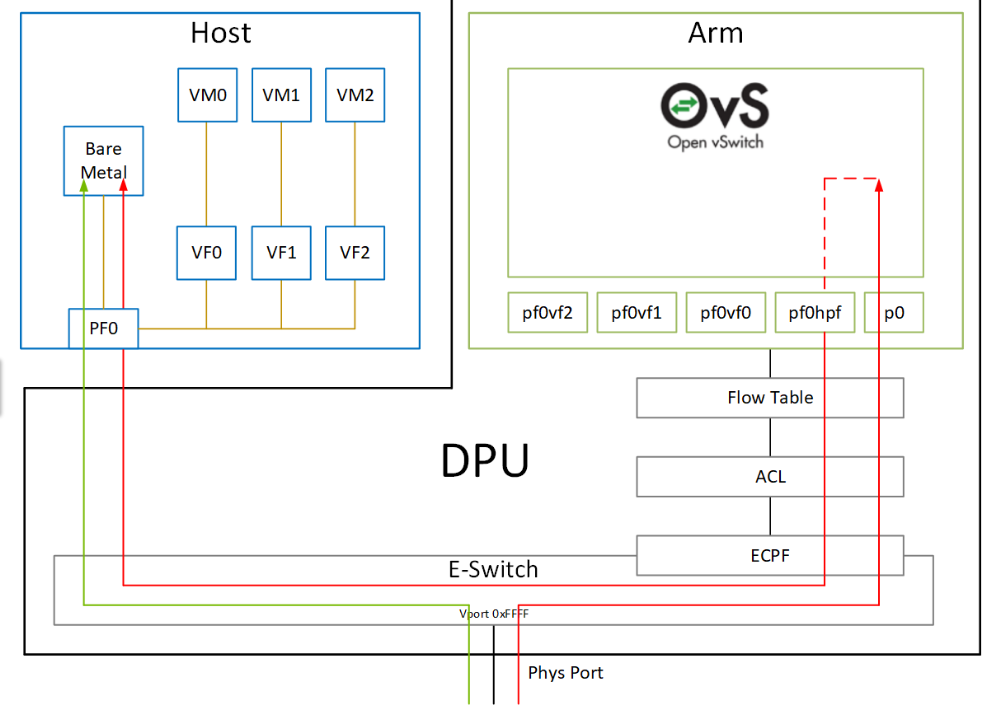 Host
VM0
VM1
VM2
Bare
Metal
VF0
VF1
VF2
PF0
Arm
OvS
Open vSwitch
pf0vf2
pf0vf1
pf0vf0
pf0hpf
p0
Flow Table
ACL
ECPF
DPU
E-Switch
Vport 0xFFFF
Phys Port